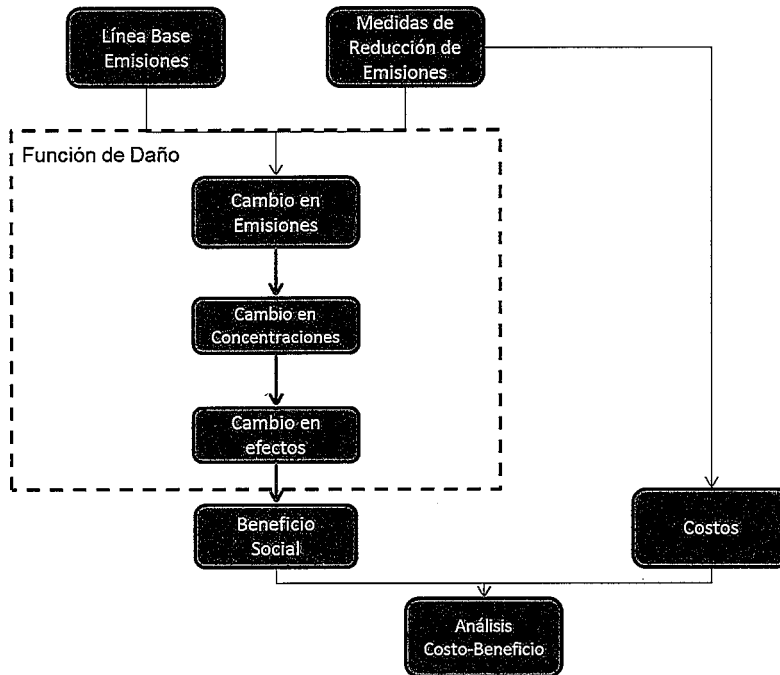 Línea Base
Emisiones
Medidas de
Reducción de
Emisiones
Función de Daño
Cambio en
Emisiones
Cambio en
Concentraciones
Cambio en
efectos
Beneficio
Social
Costos
Análisis
Costo-Beneficio